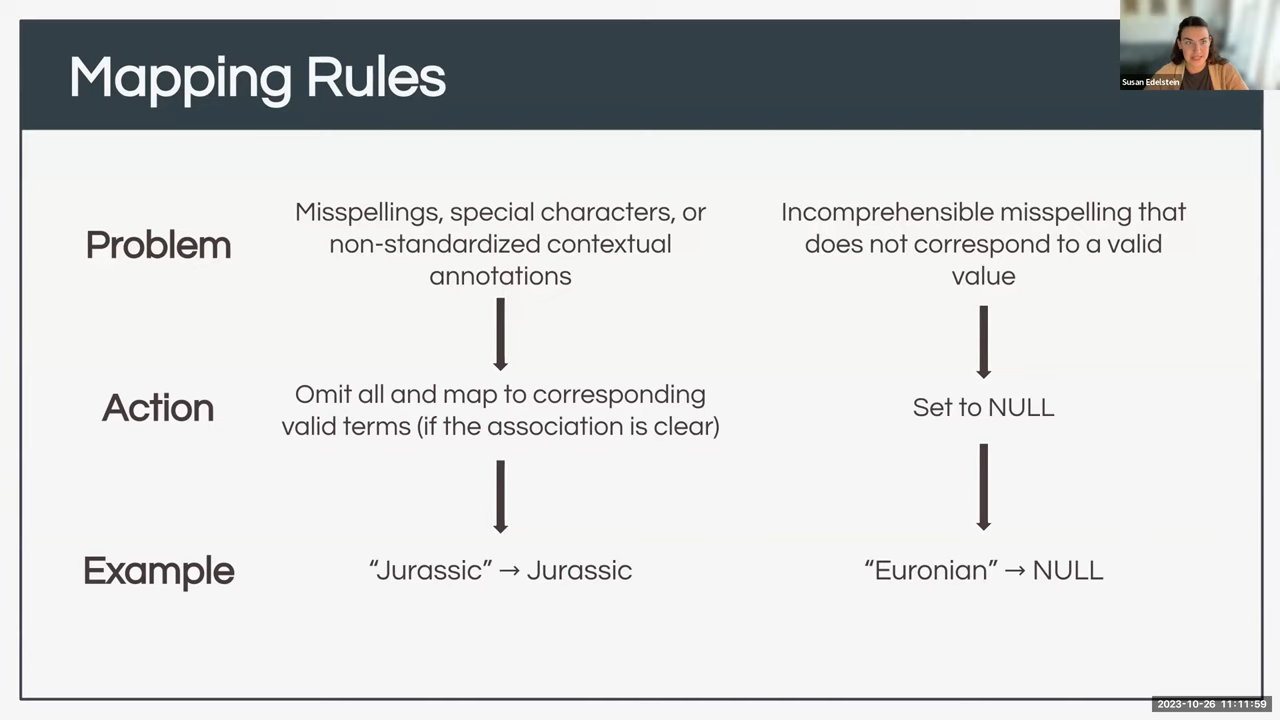 Mapping Rules
Susan Edelstein
Problem
Misspellings, special characters, or
non-standardized contextual
annotations
Incomprehensible misspelling that
does not correspond to a valid
value
Action
Omit all and map to corresponding
valid terms (if the association is clear)
Set to NULL
Example
“Jurassic” → Jurassic
“Euronian” → NULL
2023-10-26 11:11:59